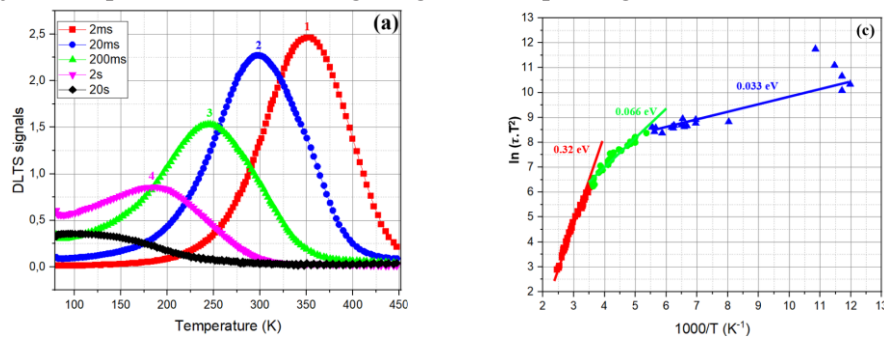 (a)
1
2
3
4
2ms
20ms
200ms
2s
20s
DLTS signals
2,5
2,0
1,5
1,0
0,5
0,0
100 150 200 250 300 350 400 450
Temperature (K)
(c)
0.033 eV
0.066 eV
0.32 eV
ln (τ.T²)
13
12
11
10
9
8
7
6
5
4
3
2
1
0
2 3 4 5 6 7 8 9 10 11 12 13
1000/T (K⁻¹)